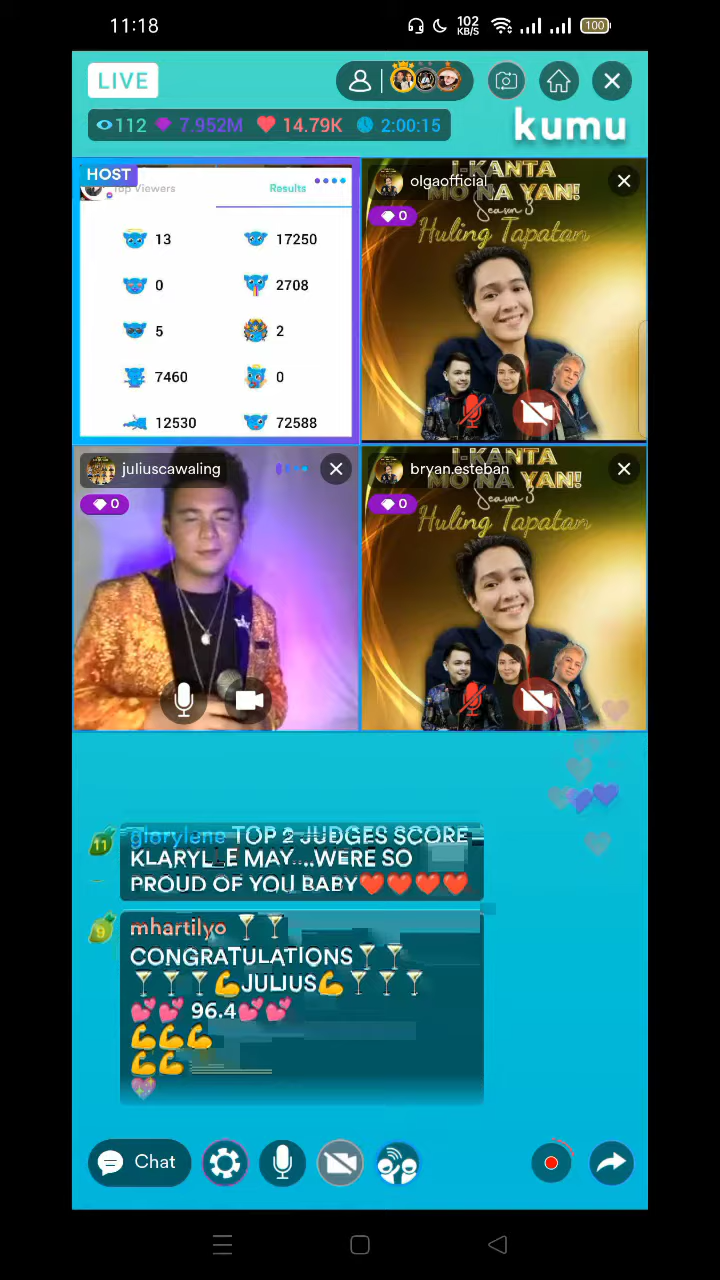 11:18
102
KB/S
100
LIVE
112 7.952M 14.79K 2:00:15
kumu
HOST
Top Viewers Results
13 17250
0 2708
5 2
7460 0
12530 72588
olgaofficial
0
I-KANTA
MO NA YAN!
Season 3
Huling Tapatan
juliuscawaling
0
bryan.esteban
0
I-KANTA
MO NA YAN!
Season 3
Huling Tapatan
11
glorylene TOP 2 JUDGES SCORE
KLARYL_E MAY....WERE SO
PROUD OF YOU BABY❤️❤️❤️❤️
9
mhartilyo 🍸🍸
CONGRATULATIONS🍸🍸
🍸🍸🍸💪JULIUS💪🍸🍸🍸
💕💕 96.4💕💕
💪💪💪
💪💪
💖
Chat